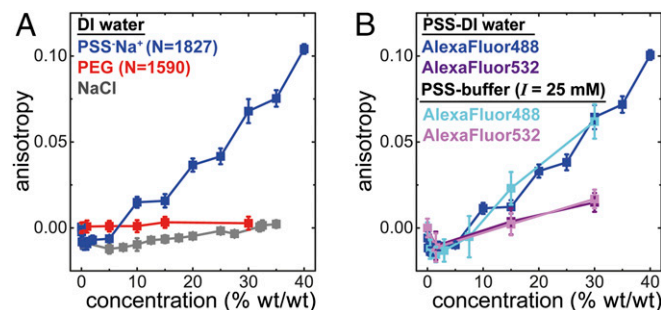 A
DI water
PSS⁻Na⁺ (N=1827)
PEG (N=1590)
NaCl
anisotropy
0.10
0.05
0.00
0 10 20 30 40
concentration (% wt/wt)
B
PSS-DI water
AlexaFluor488
AlexaFluor532
PSS-buffer (I = 25 mM)
AlexaFluor488
AlexaFluor532
anisotropy
0.10
0.05
0.00
0 10 20 30 40
concentration (% wt/wt)